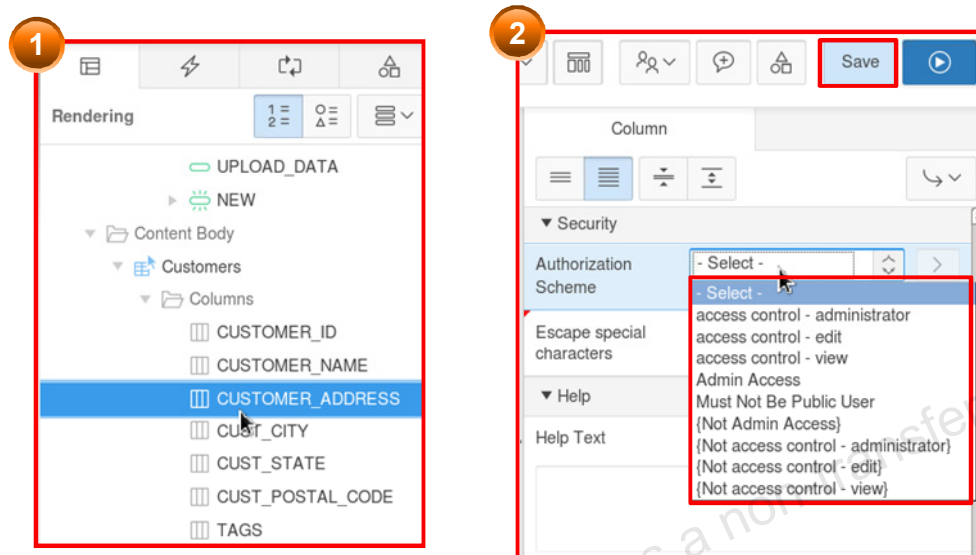 1
Rendering
UPLOAD_DATA
NEW
Content Body
Customers
Columns
CUSTOMER_ID
CUSTOMER_NAME
CUSTOMER_ADDRESS
CUST_CITY
CUST_STATE
CUST_POSTAL_CODE
TAGS
2
Save
Column
Security
Authorization
Scheme
- Select -
- Select -
access control - administrator
access control - edit
access control - view
Admin Access
Must Not Be Public User
{Not Admin Access}
{Not access control - administrator}
{Not access control - edit}
{Not access control - view}
Escape special
characters
Help
Help Text
a non-transfer